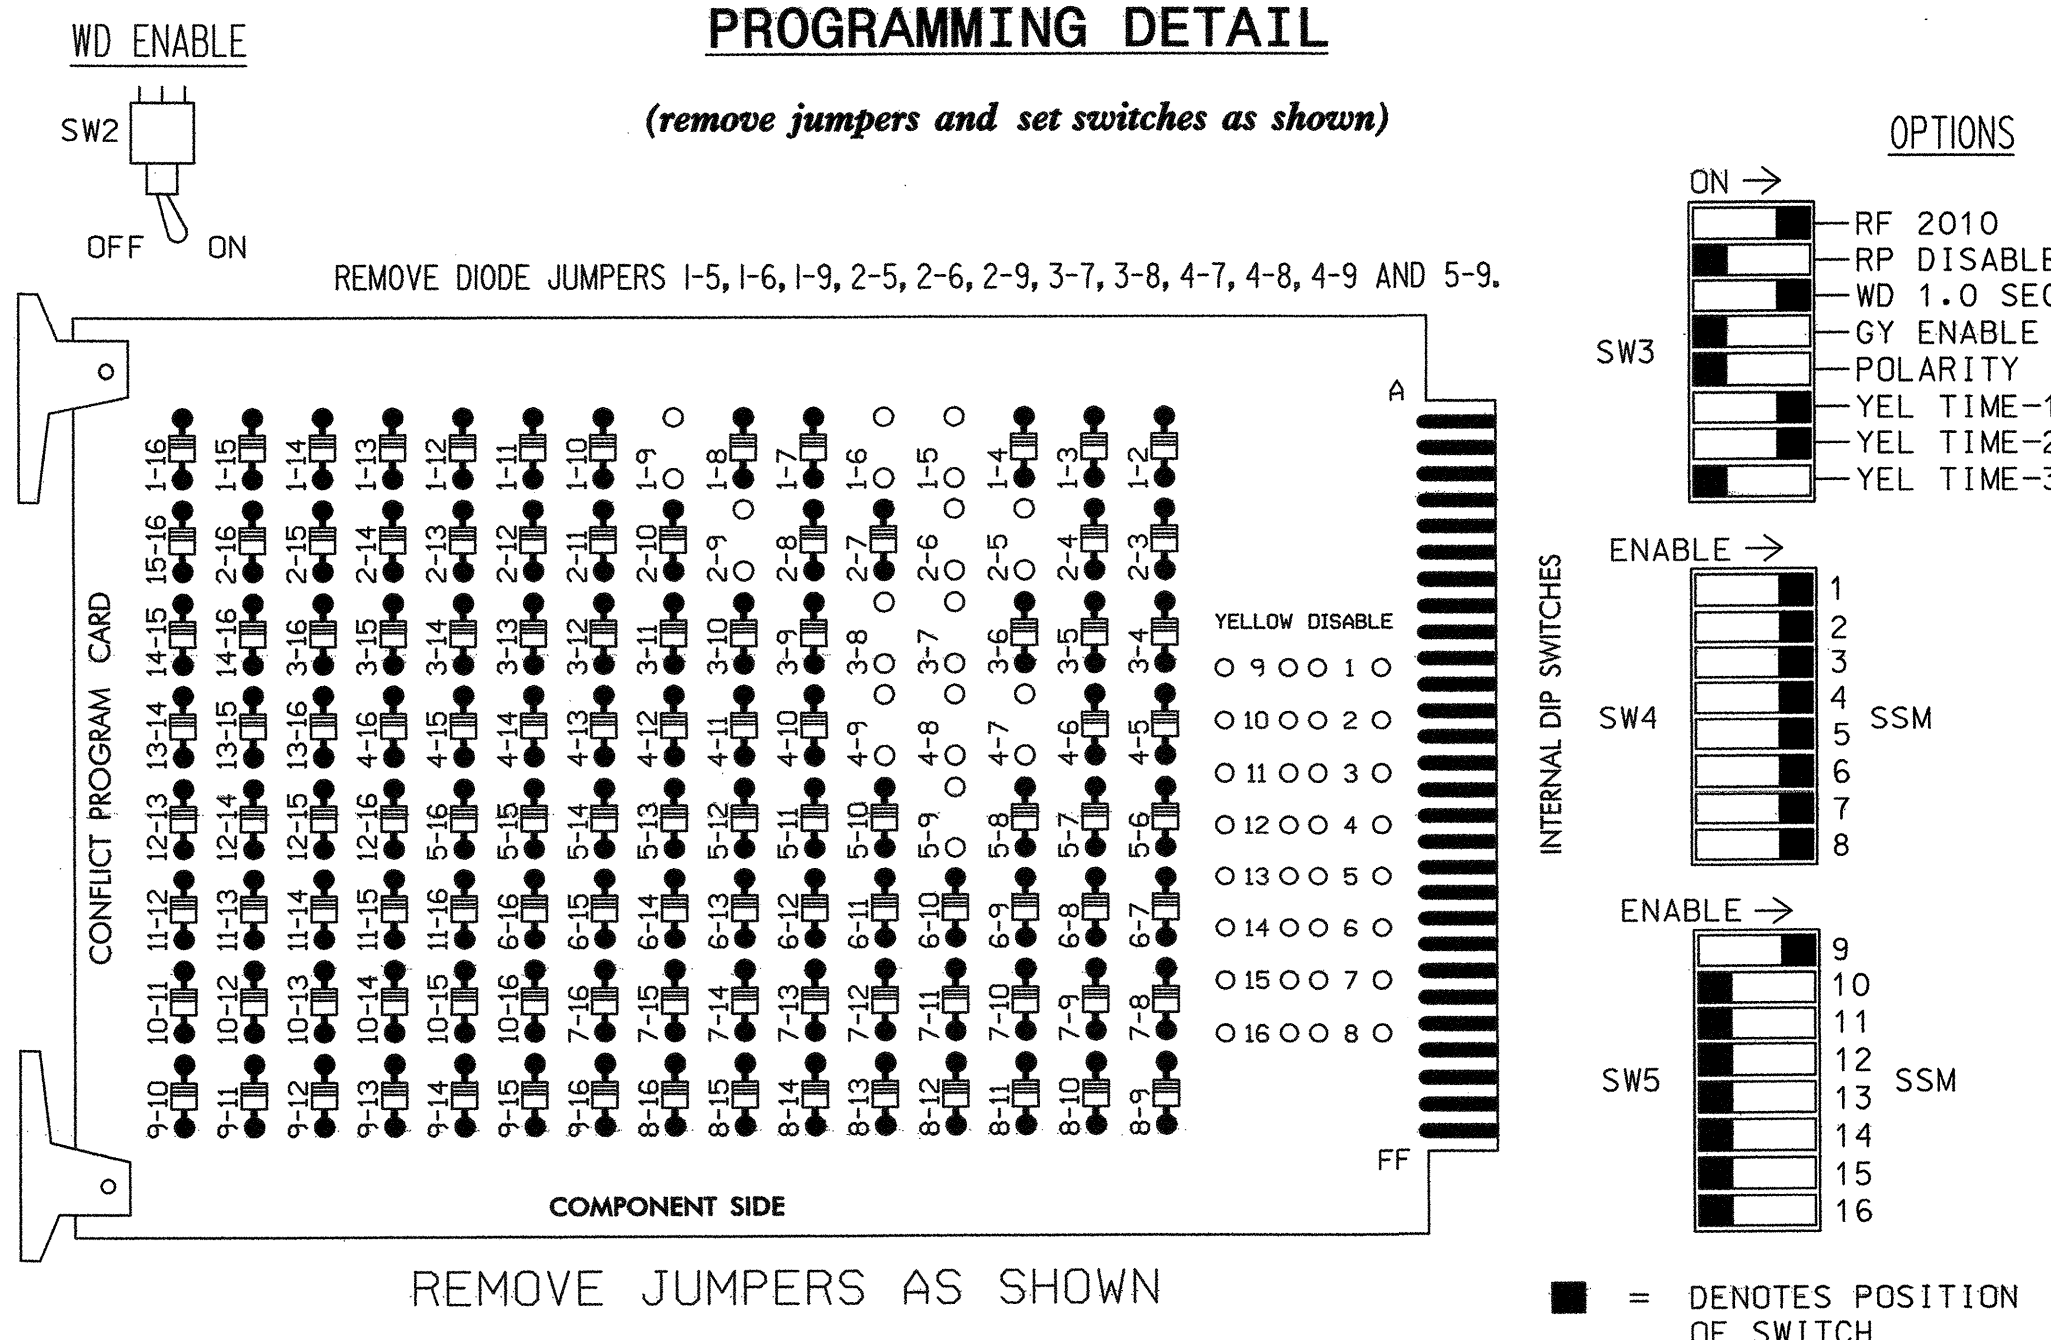 PROGRAMMING DETAIL
(remove jumpers and set switches as shown)
WD ENABLE
SW2
OFF ON
REMOVE DIODE JUMPERS 1-5, 1-6, 1-9, 2-5, 2-6, 2-9, 3-7, 3-8, 4-7, 4-8, 4-9 AND 5-9.
CONFLICT PROGRAM CARD
A
1-16 1-15 1-14 1-13 1-12 1-11 1-10 1-9 1-8 1-7 1-6 1-5 1-4 1-3 1-2
15-16 2-16 2-15 2-14 2-13 2-12 2-11 2-10 2-9 2-8 2-7 2-6 2-5 2-4 2-3
14-15 14-16 3-16 3-15 3-14 3-13 3-12 3-11 3-10 3-9 3-8 3-7 3-6 3-5 3-4
13-14 13-15 13-16 4-16 4-15 4-14 4-13 4-12 4-11 4-10 4-9 4-8 4-7 4-6 4-5
12-13 12-14 12-15 12-16 5-16 5-15 5-14 5-13 5-12 5-11 5-10 5-9 5-8 5-7 5-6
11-12 11-13 11-14 11-15 11-16 6-16 6-15 6-14 6-13 6-12 6-11 6-10 6-9 6-8 6-7
10-11 10-12 10-13 10-14 10-15 10-16 7-16 7-15 7-14 7-13 7-12 7-11 7-10 7-9 7-8
9-10 9-11 9-12 9-13 9-14 9-15 9-16 8-16 8-15 8-14 8-13 8-12 8-11 8-10 8-9
YELLOW DISABLE
9 1
10 2
11 3
12 4
13 5
14 6
15 7
16 8
FF
COMPONENT SIDE
REMOVE JUMPERS AS SHOWN
INTERNAL DIP SWITCHES
OPTIONS
ON →
SW3
RF 2010
RP DISABLE
WD 1.0 SEC
GY ENABLE
POLARITY
YEL TIME-1
YEL TIME-2
YEL TIME-3
ENABLE →
SW4
1
2
3
4
5
6
7
8
SSM
ENABLE →
SW5
9
10
11
12
13
14
15
16
SSM
= DENOTES POSITION
OF SWITCH